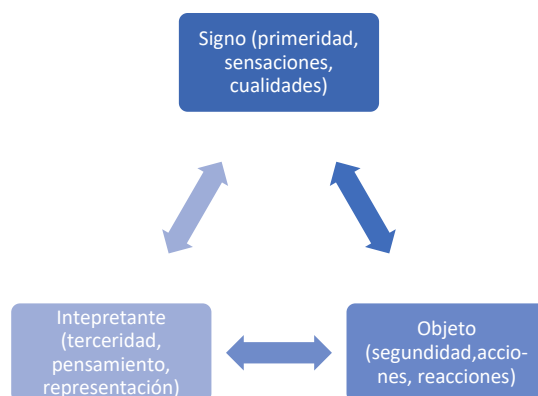 Signo (primeridad,
sensaciones,
cualidades)
Intepretante
(terceridad,
pensamiento,
representación)
Objeto
(segundidad,accio-
nes, reacciones)